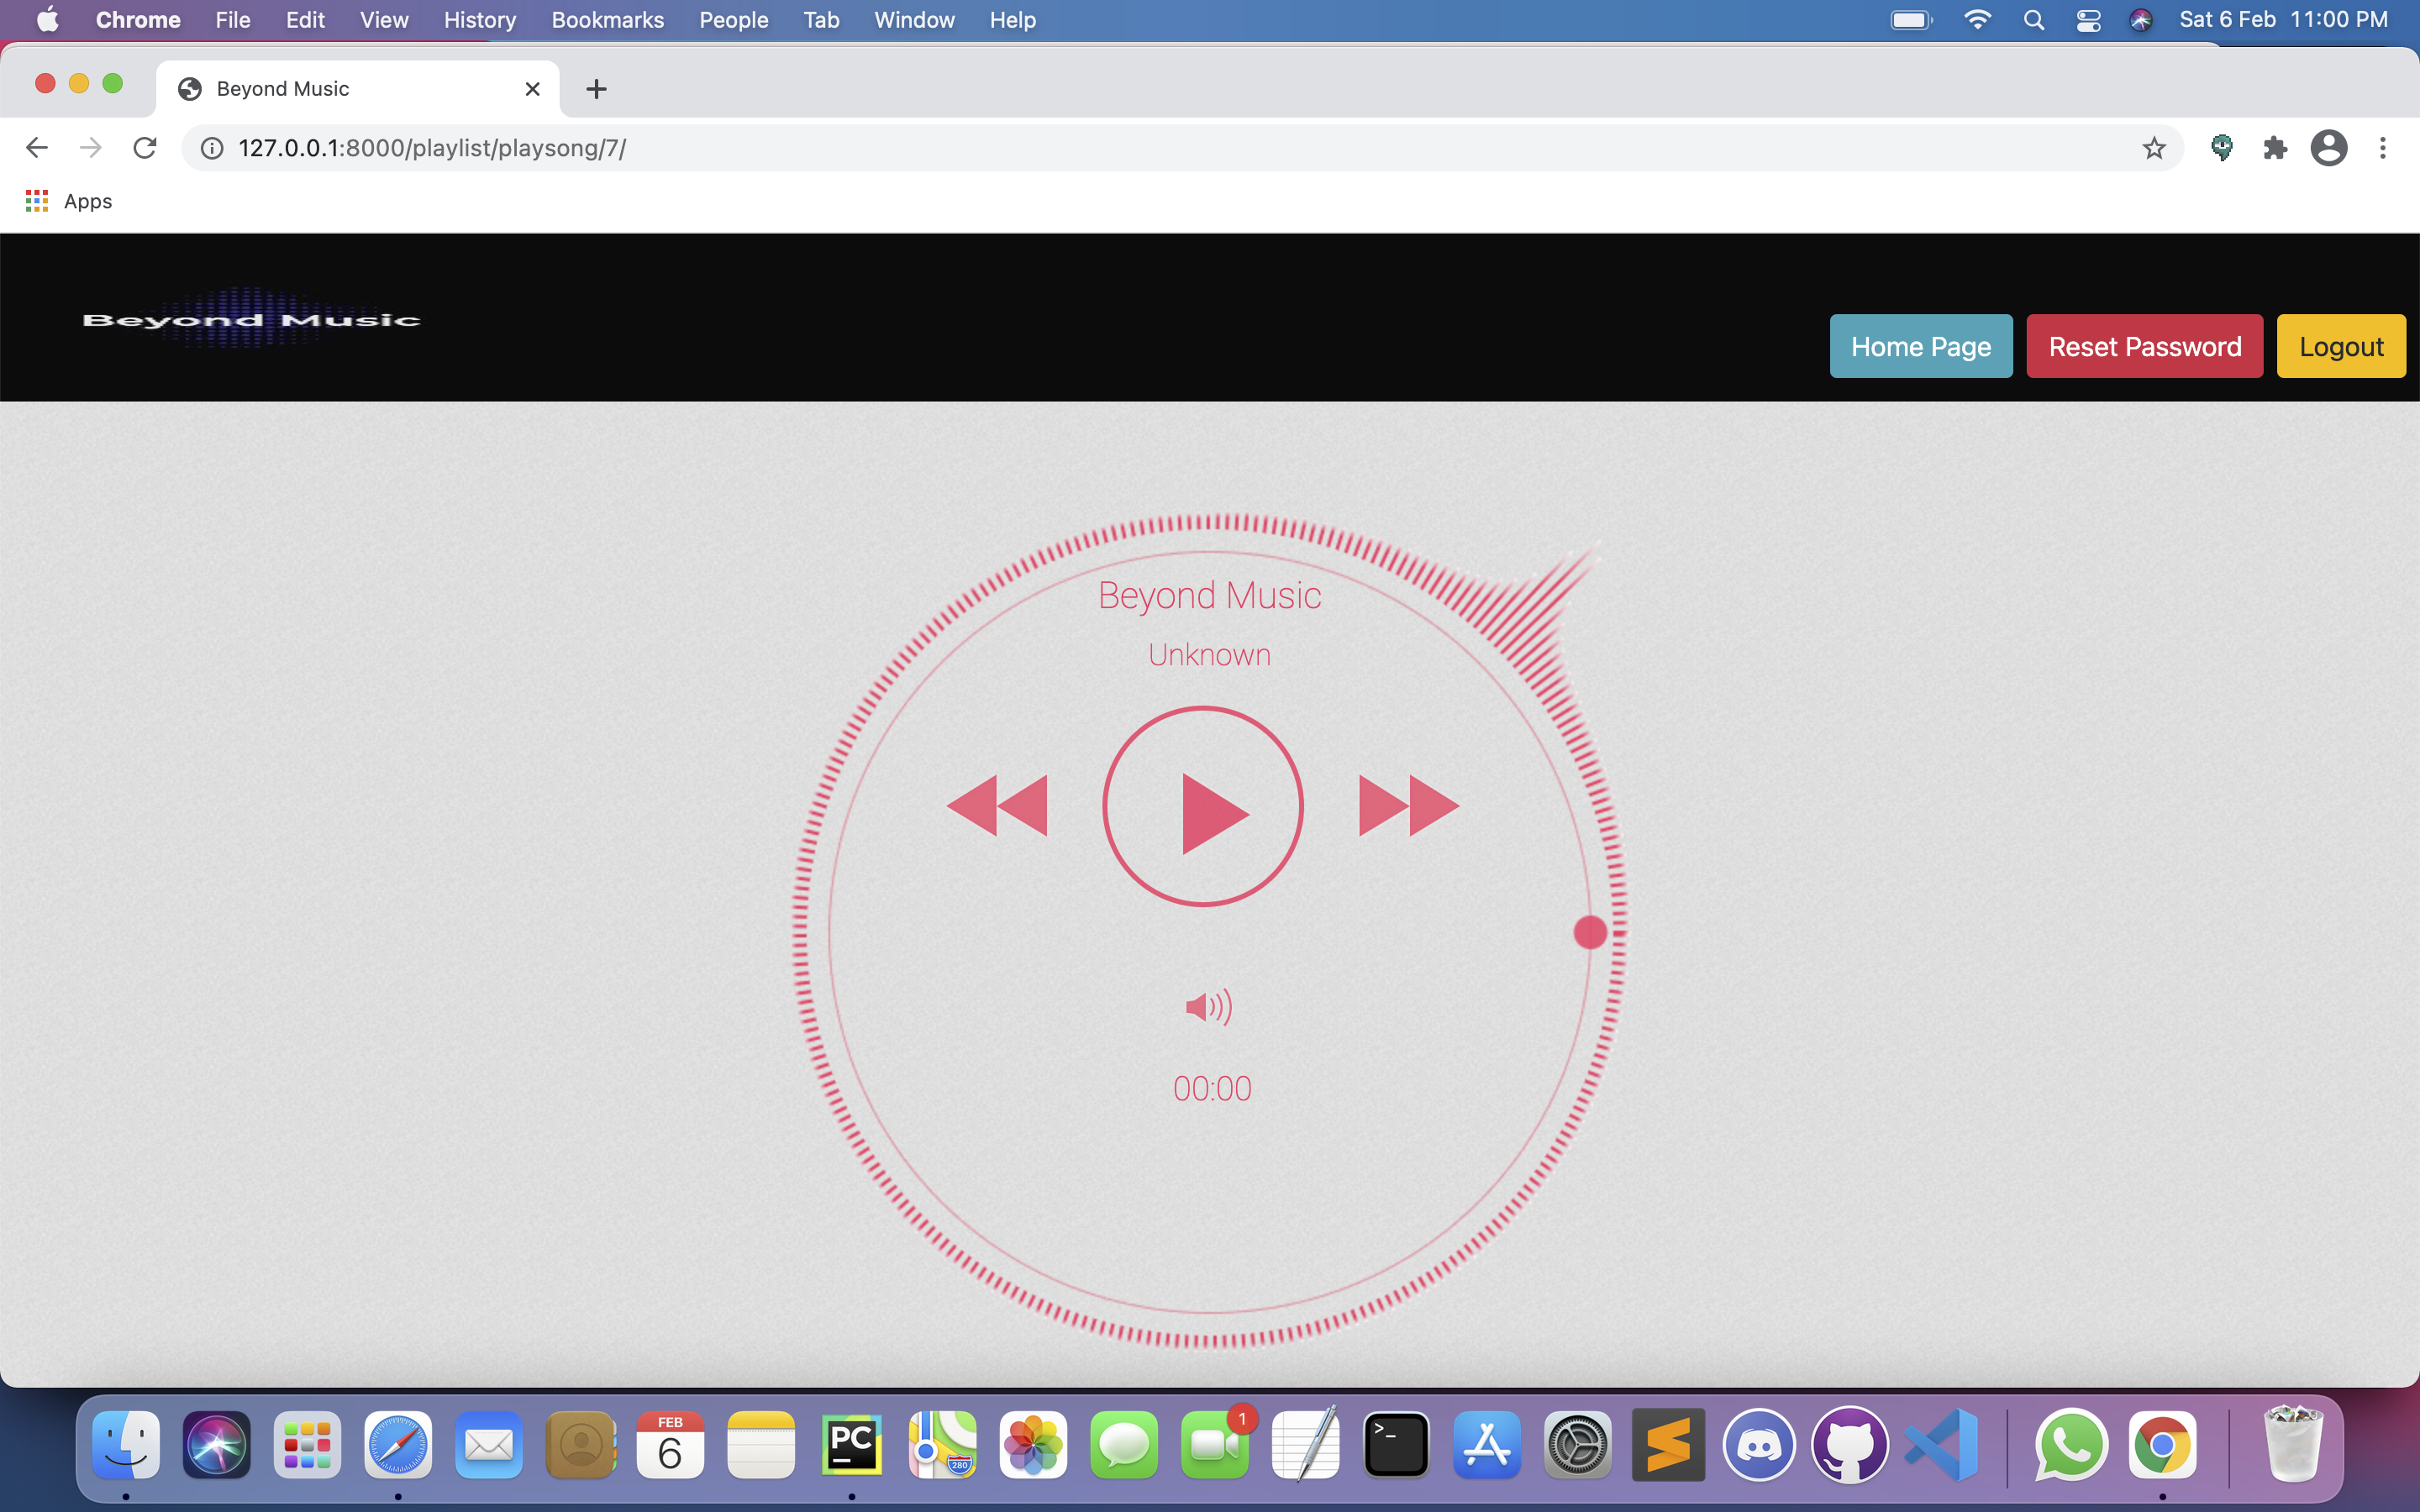 Chrome File Edit View History Bookmarks People Tab Window Help Sat 6 Feb 11:00 PM
Beyond Music
127.0.0.1:8000/playlist/playsong/7/
Apps
Beyond Music
Home Page Reset Password Logout
Beyond Music
Unknown
00:00
FEB
6
PC
280
1
>_